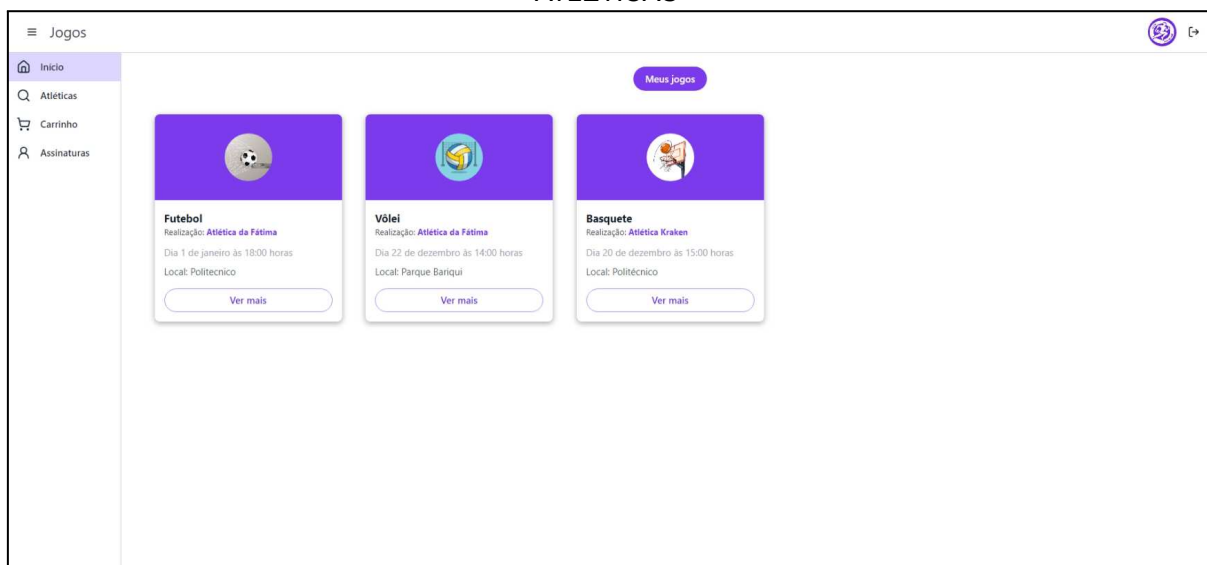 Jogos
Início
Atléticas
Carrinho
Assinaturas
Meus jogos
Futebol
Realização: Atlética da Fátima
Dia 1 de janeiro às 18:00 horas
Local: Politecnico
Ver mais
Vôlei
Realização: Atlética da Fátima
Dia 22 de dezembro às 14:00 horas
Local: Parque Bariqui
Ver mais
Basquete
Realização: Atlética Kraken
Dia 20 de dezembro às 15:00 horas
Local: Politécnico
Ver mais